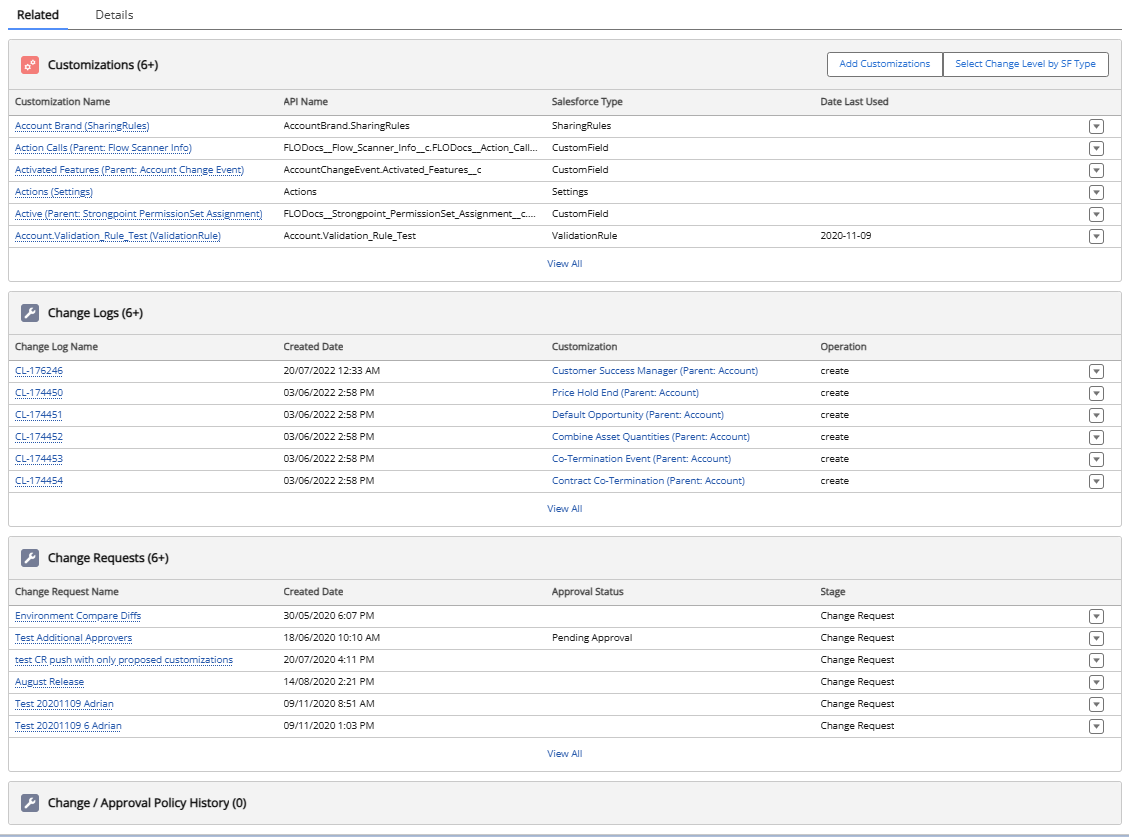 Related Details
Customizations (6+) Add Customizations Select Change Level by SF Type
Customization Name API Name Salesforce Type Date Last Used
Account Brand (SharingRules) AccountBrand.SharingRules SharingRules
Action Calls (Parent: Flow Scanner Info) FLODocs__Flow_Scanner_Info__c.FLODocs__Action_Call... CustomField
Activated Features (Parent: Account Change Event) AccountChangeEvent.Activated_Features__c CustomField
Actions (Settings) Actions Settings
Active (Parent: Strongpoint PermissionSet Assignment) FLODocs__Strongpoint_PermissionSet_Assignment__c.... CustomField
Account.Validation_Rule_Test (ValidationRule) Account.Validation_Rule_Test ValidationRule 2020-11-09
View All
Change Logs (6+)
Change Log Name Created Date Customization Operation
CL-176246 20/07/2022 12:33 AM Customer Success Manager (Parent: Account) create
CL-174450 03/06/2022 2:58 PM Price Hold End (Parent: Account) create
CL-174451 03/06/2022 2:58 PM Default Opportunity (Parent: Account) create
CL-174452 03/06/2022 2:58 PM Combine Asset Quantities (Parent: Account) create
CL-174453 03/06/2022 2:58 PM Co-Termination Event (Parent: Account) create
CL-174454 03/06/2022 2:58 PM Contract Co-Termination (Parent: Account) create
View All
Change Requests (6+)
Change Request Name Created Date Approval Status Stage
Environment Compare Diffs 30/05/2020 6:07 PM Change Request
Test Additional Approvers 18/06/2020 10:10 AM Pending Approval Change Request
test CR push with only proposed customizations 20/07/2020 4:11 PM Change Request
August Release 14/08/2020 2:21 PM Change Request
Test 20201109 Adrian 09/11/2020 8:51 AM Change Request
Test 20201109 6 Adrian 09/11/2020 1:03 PM Change Request
View All
Change / Approval Policy History (0)